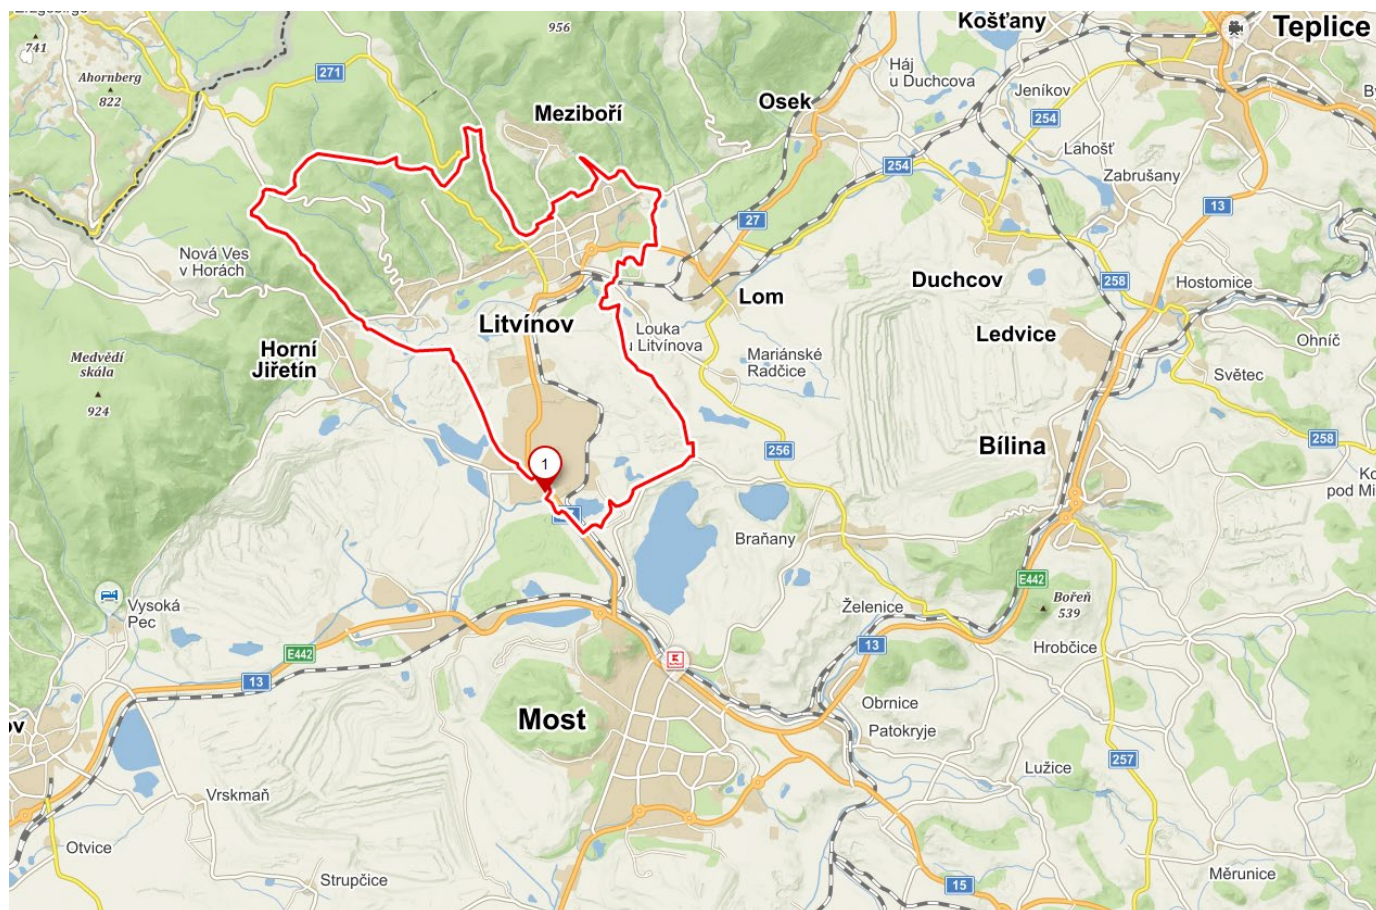 Košťany
Teplice
741
956
Ahornberg
822
271
Háj
u Duchcova
Jeníkov
Osek
Meziboří
254
254
Lahošť
Zabrušany
13
27
Nová Ves
v Horách
Duchcov
258
Hostomice
Lom
Litvínov
Louka
u Litvínova
Ledvice
Ohníč
Horní
Jiřetín
Mariánské
Radčice
Medvědí
skála
924
Světec
258
256
Bílina
1
Braňany
E442
Bořeň
539
Vysoká
Pec
Želenice
13
Hrobčice
E442
13
Obrnice
Most
Patokryje
257
Lužice
Vrskmaň
Otvice
Strupčice
Měrunice
15